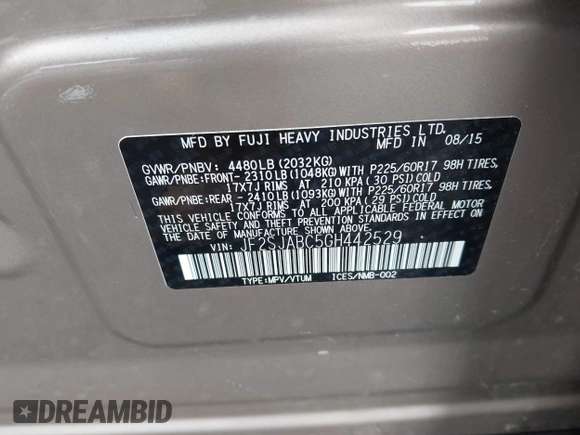 MFD BY FUJI HEAVY INDUSTRIES LTD.
MFD IN 08/15
GVWR/PNBV: 4480LB (2032KG)
GAWR/PNBE:FRONT- 2310LB (1048KG) WITH P225/60R17 98H TIRES.
17X7J RIMS AT 210 KPA (30 PSI) COLD
GAWR/PNBE:REAR - 2410LB (1093KG) WITH P225/60R17 98H TIRES.
17X7J RIMS AT 200 KPA (29 PSI) COLD
THIS VEHICLE CONFORMS TO ALL APPLICABLE FEDERAL MOTOR
VEHICLE SAFETY AND THEFT PREVENTION STANDARDS IN EFFECT
ON THE DATE OF MANUFACTURE SHOWN ABOVE.
VIN: JF2SJABC5GH442529
TYPE:MPV/VTUM ICES/NMB-002
DREAMBID